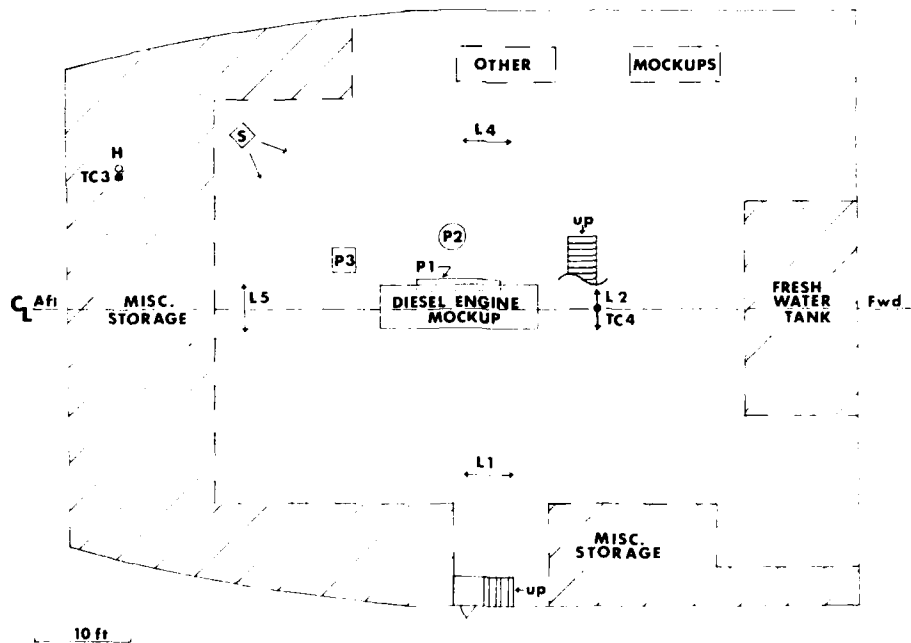 OTHER
MOCKUPS
S
L4
H
TC3
up
P2
P3
P1
CL Aft
MISC.
STORAGE
L5
DIESEL ENGINE
MOCKUP
L2
TC4
FRESH
WATER
TANK
Fwd
L1
MISC.
STORAGE
up
10 ft